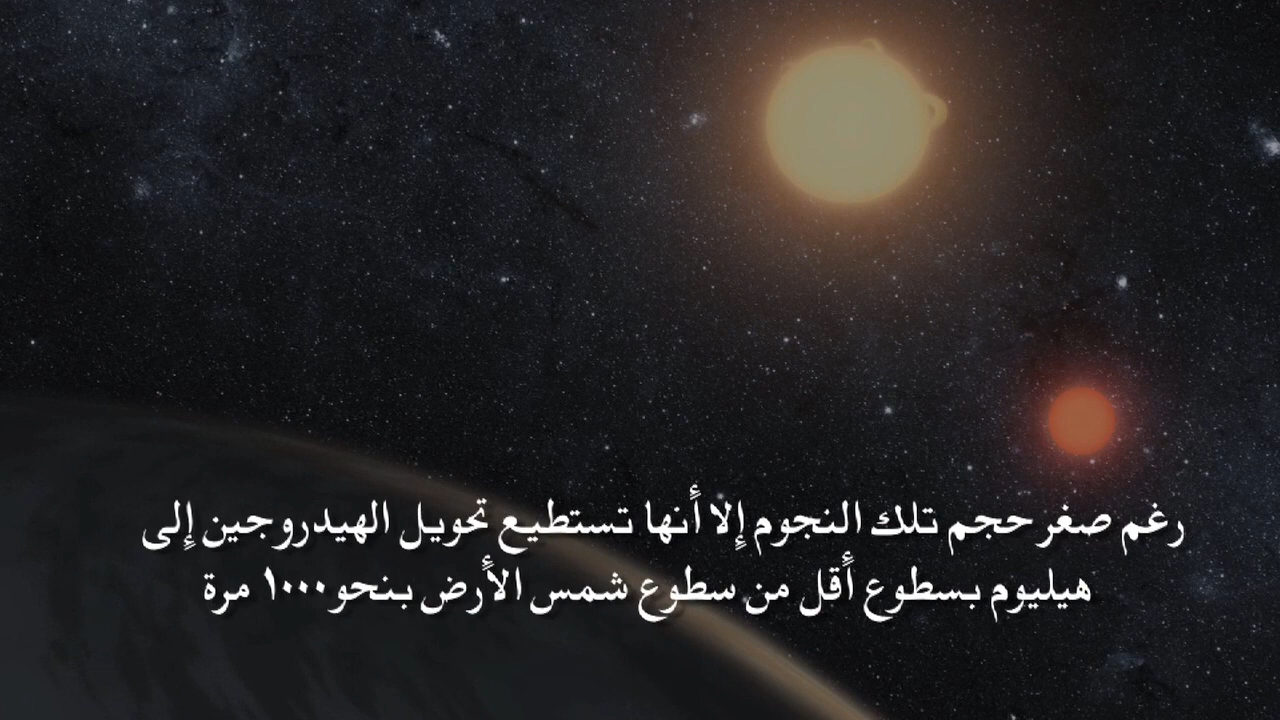 رغم صغر حجم تلك النجوم إلا أنها تستطيع تحويل الهيدروجين إلى
هيليوم بسطوع أقل من سطوع شمس الأرض بنحو ١٠٠٠ مرة